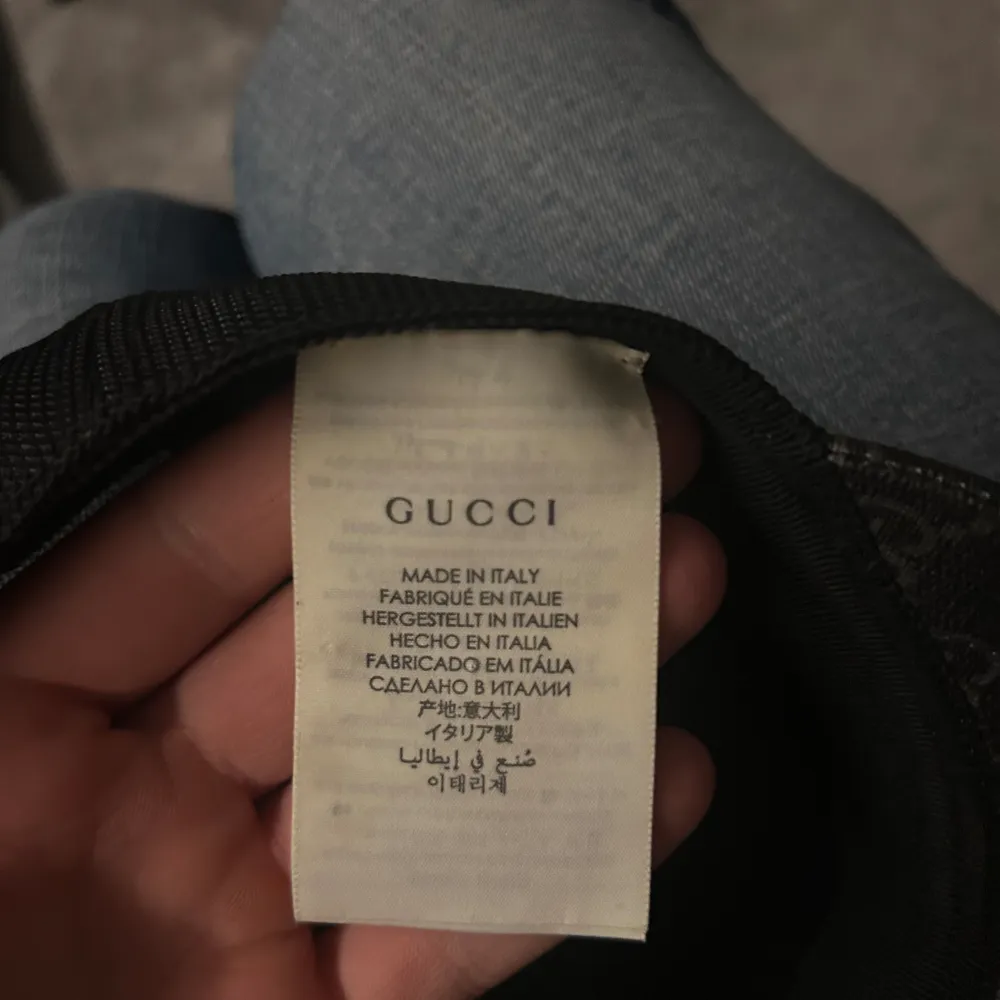 GUCCI
MADE IN ITALY
FABRIQUÉ EN ITALIE
HERGESTELLT IN ITALIEN
HECHO EN ITALIA
FABRICADO EM ITÁLIA
СДЕЛАНО В ИТАЛИИ
产地:意大利
イタリア製
صُنع في إيطاليا
이태리제